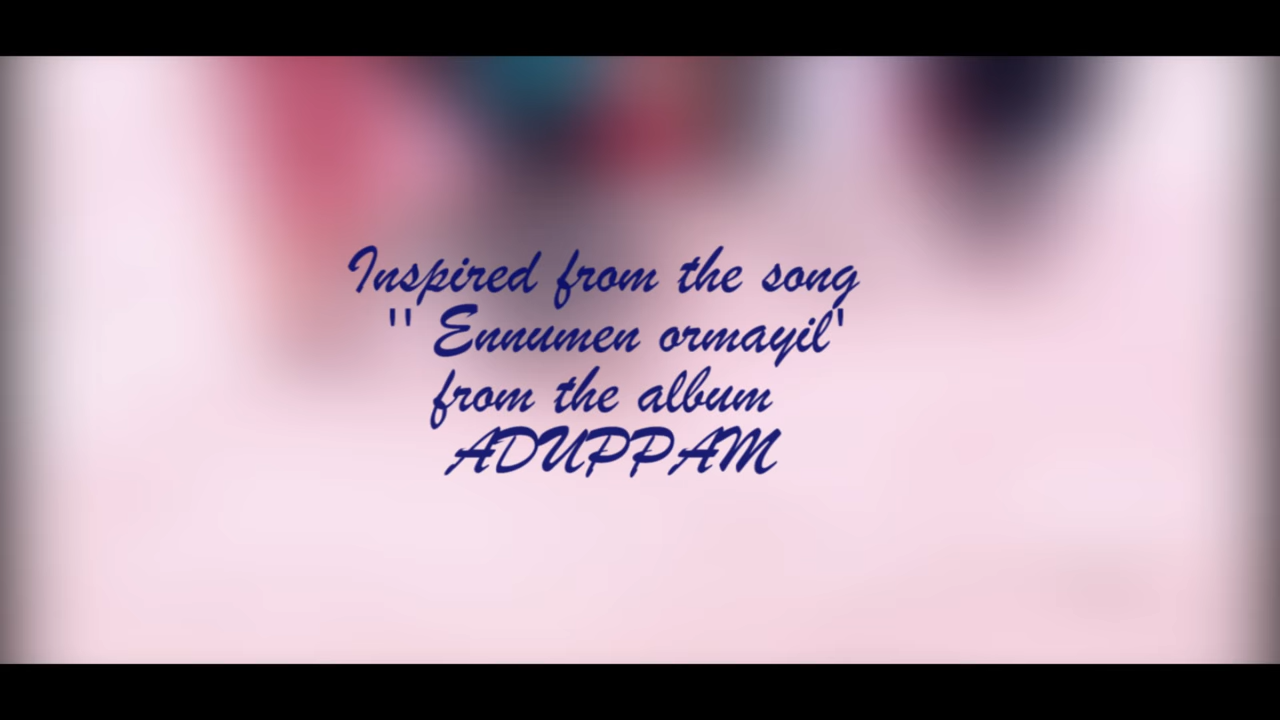 Inspired from the song
'' Ennumen ormayil'
from the album
ADUPPAM